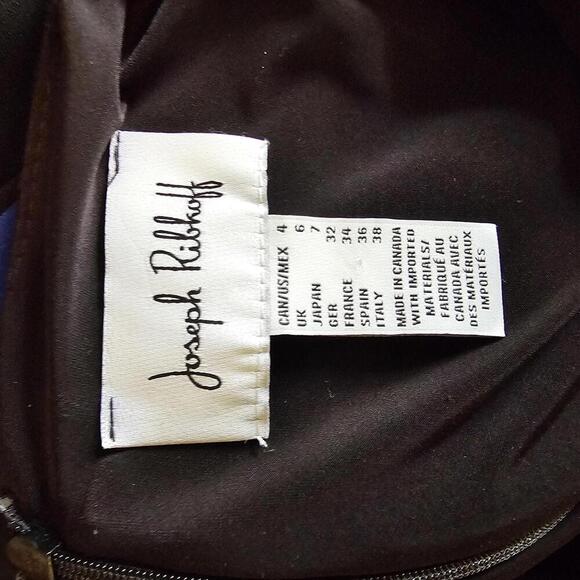 Joseph Ribkoff
CAN/US/MEX 4
UK 6
JAPAN 7
GER 32
FRANCE 34
SPAIN 36
ITALY 38
MADE IN CANADA
WITH IMPORTED
MATERIALS/
FABRIQUÉ AU
CANADA AVEC
DES MATÉRIAUX
IMPORTÉS